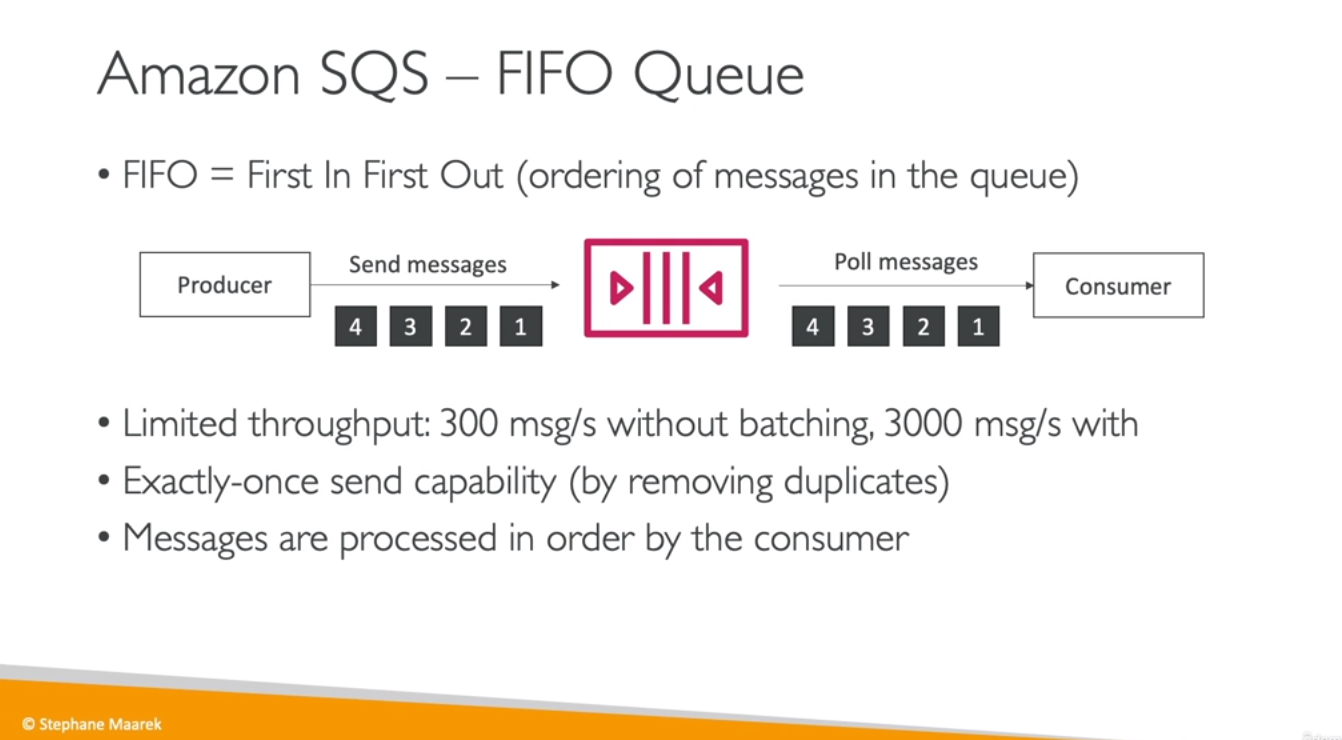 Amazon SQS – FIFO Queue
• FIFO = First In First Out (ordering of messages in the queue)
Producer
Send messages
4 3 2 1
Poll messages
4 3 2 1
Consumer
• Limited throughput: 300 msg/s without batching, 3000 msg/s with
• Exactly-once send capability (by removing duplicates)
• Messages are processed in order by the consumer
© Stephane Maarek